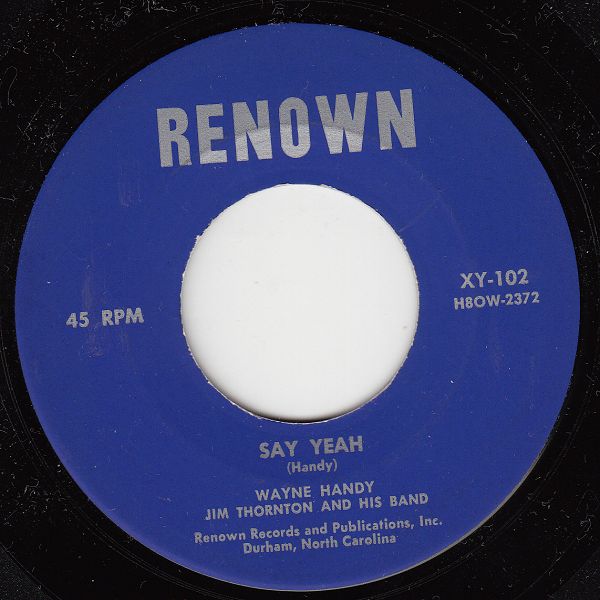 RENOWN
XY-102
H8OW-2372
45 RPM
SAY YEAH
(Handy)
WAYNE HANDY
JIM THORNTON AND HIS BAND
Renown Records and Publications, Inc.
Durham, North Carolina